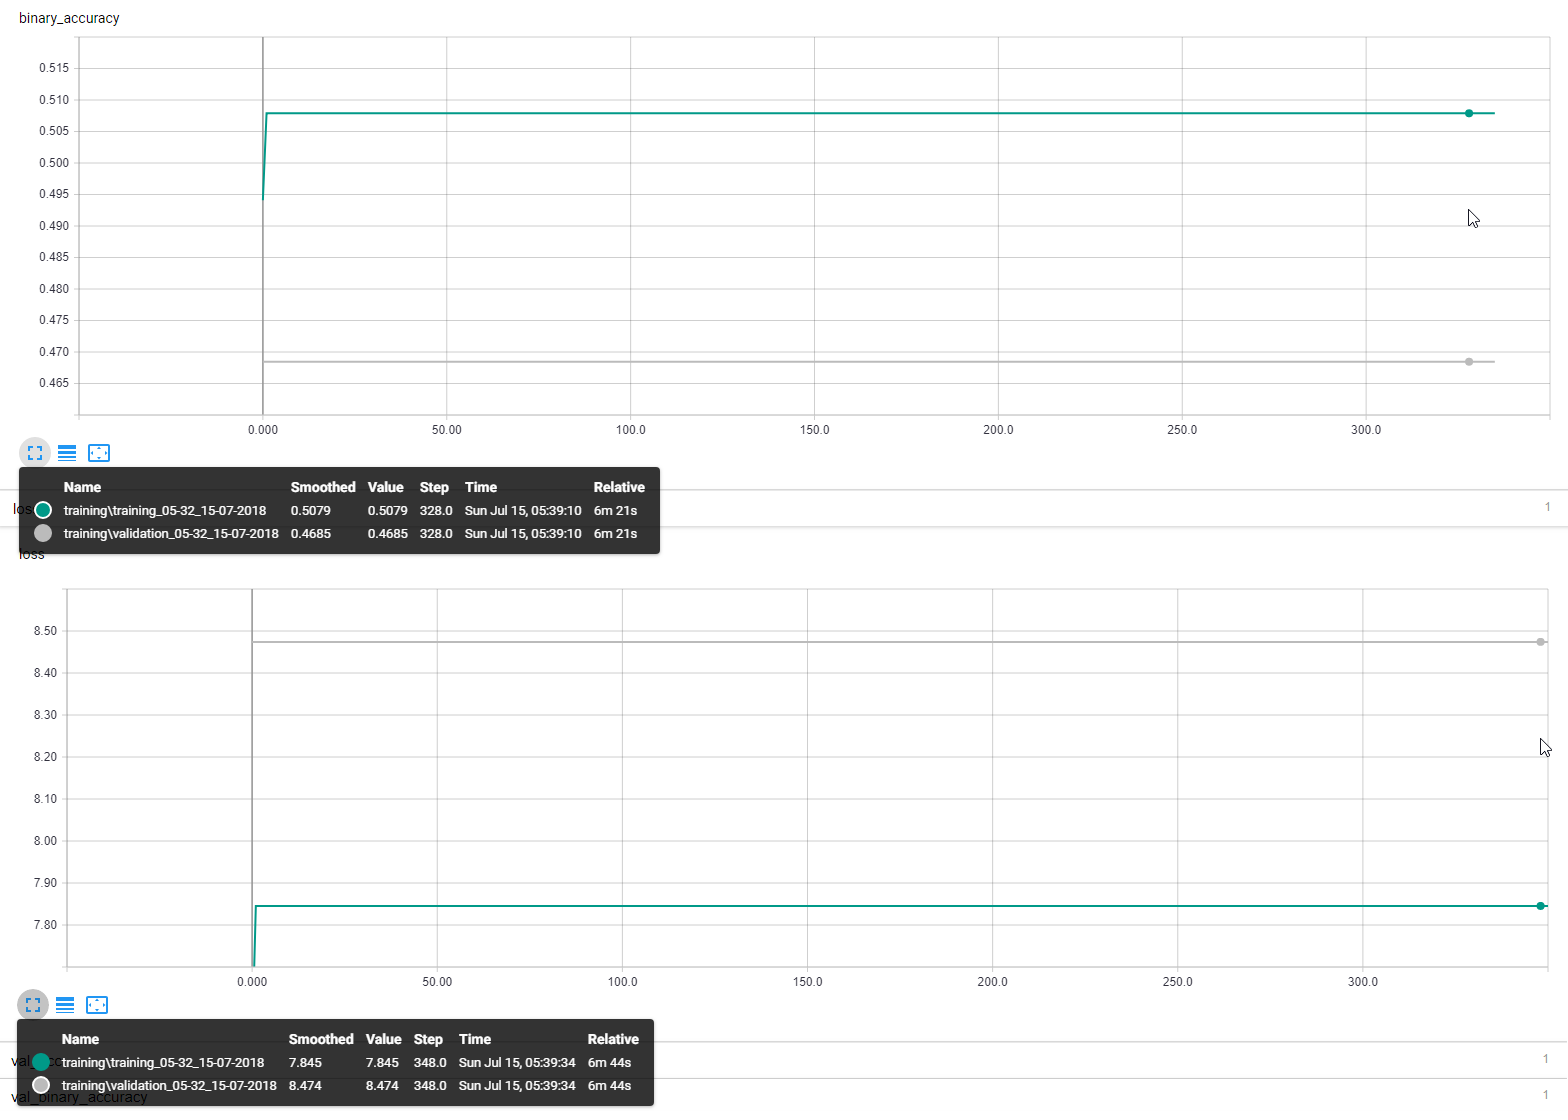 binary_accuracy
0.515
0.510
0.505
0.500
0.495
0.490
0.485
0.480
0.475
0.470
0.465
0.000 50.00 100.0 150.0 200.0 250.0 300.0
Name Smoothed Value Step Time Relative
los 1
training\training_05-32_15-07-2018 0.5079 0.5079 328.0 Sun Jul 15, 05:39:10 6m 21s
training\validation_05-32_15-07-2018 0.4685 0.4685 328.0 Sun Jul 15, 05:39:10 6m 21s
loss
8.50
8.40
8.30
8.20
8.10
8.00
7.90
7.80
0.000 50.00 100.0 150.0 200.0 250.0 300.0
Name Smoothed Value Step Time Relative
1
training\training_05-32_15-07-2018 7.845 7.845 348.0 Sun Jul 15, 05:39:34 6m 44s
training\validation_05-32_15-07-2018 8.474 8.474 348.0 Sun Jul 15, 05:39:34 6m 44s
val_binary_accuracy 1